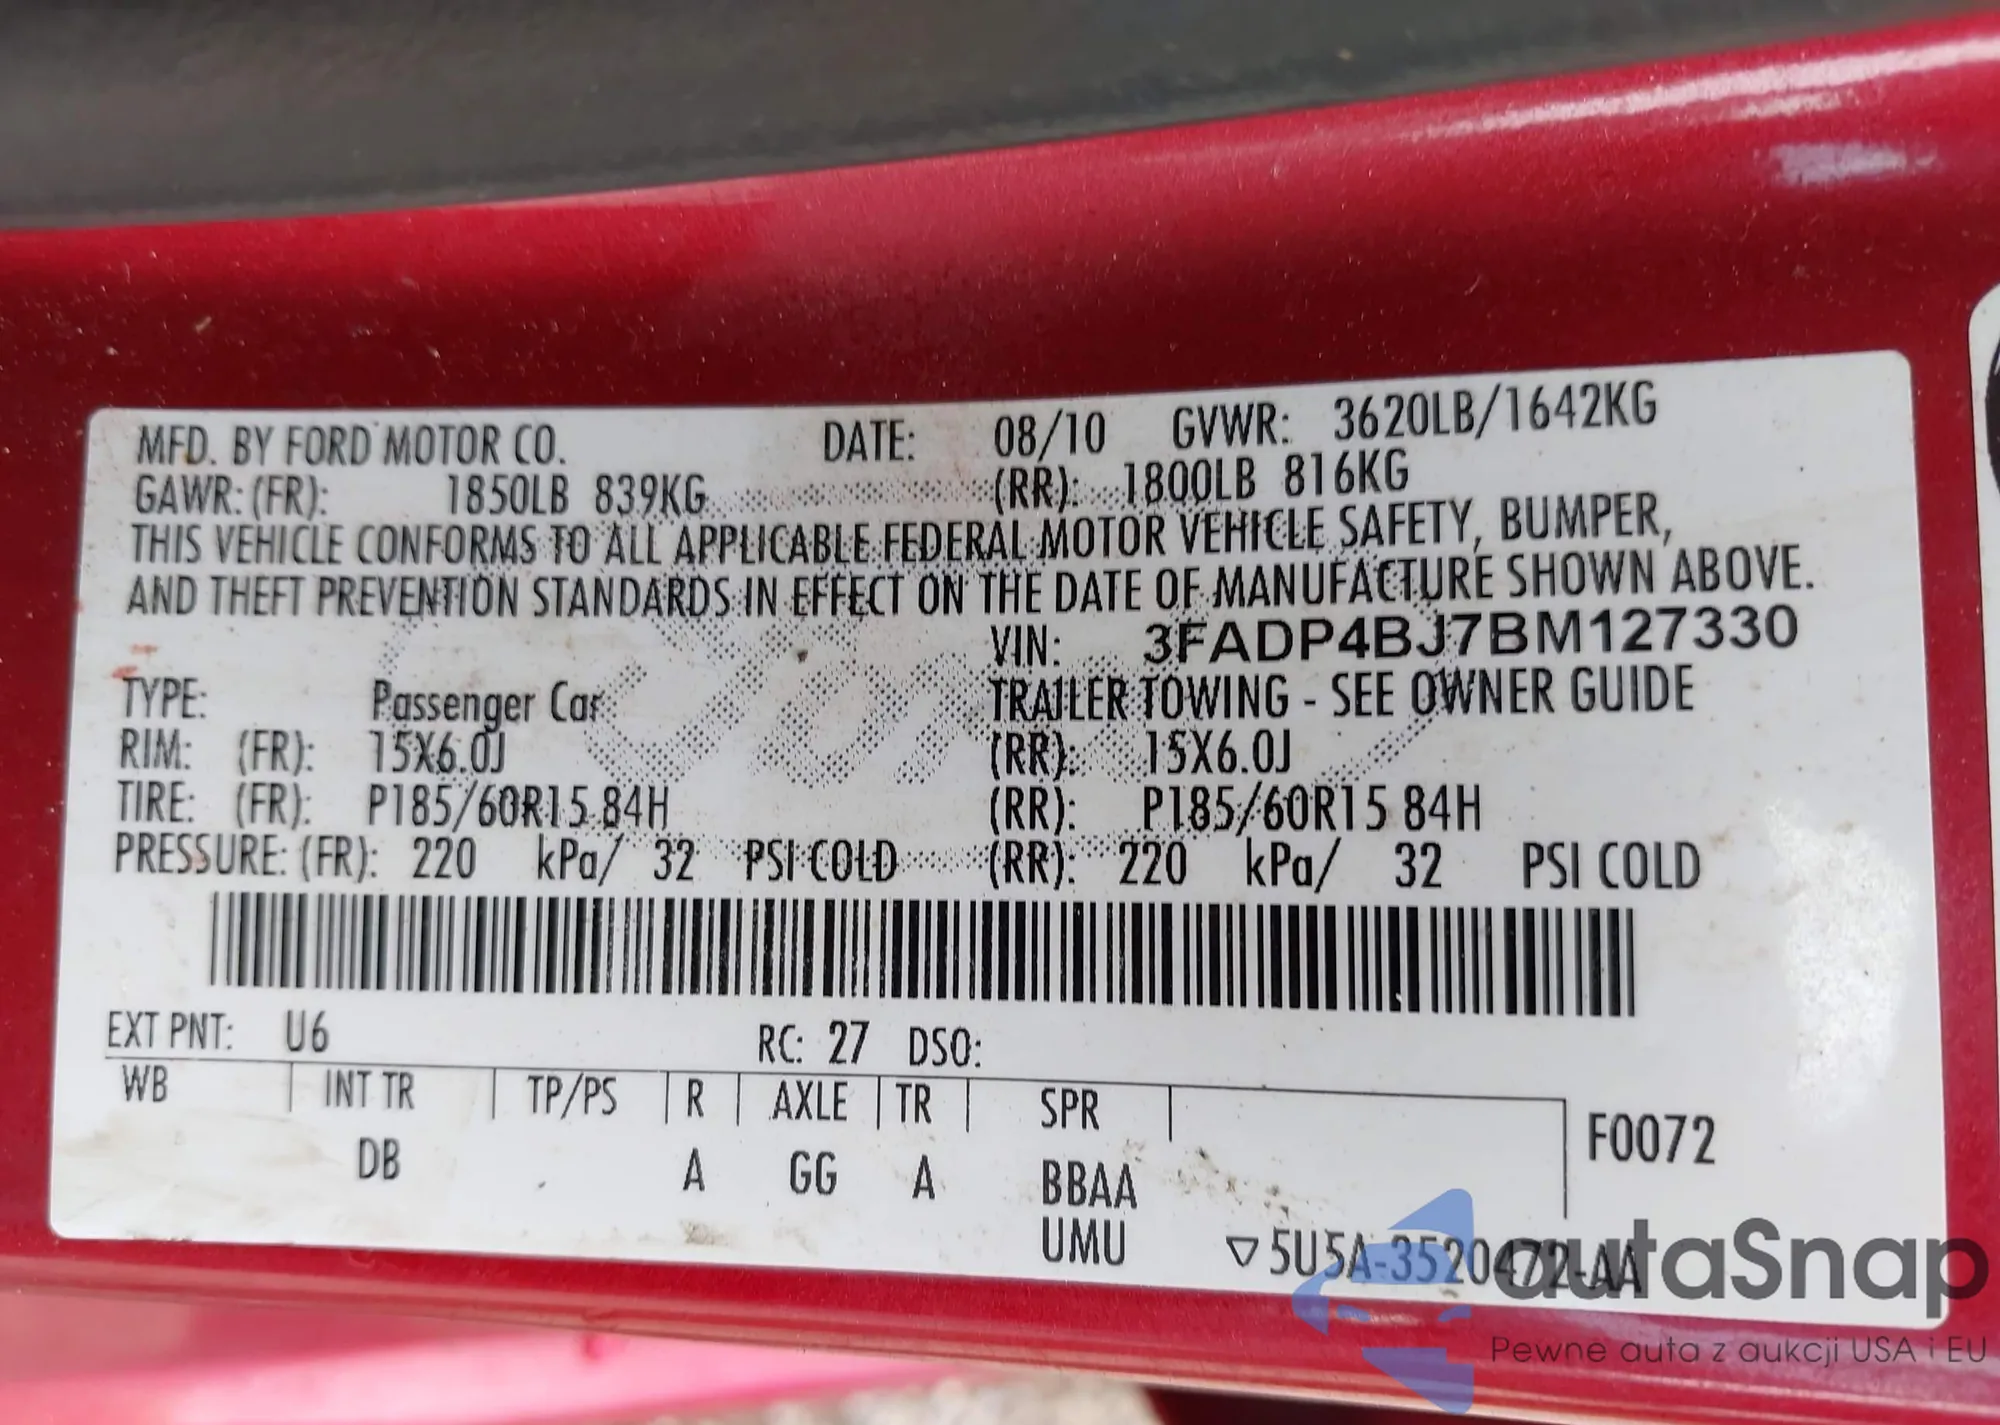 MFD. BY FORD MOTOR CO. DATE: 08/10 GVWR: 3620LB/1642KG
GAWR: (FR): 1850LB 839KG (RR): 1800LB 816KG
THIS VEHICLE CONFORMS TO ALL APPLICABLE FEDERAL MOTOR VEHICLE SAFETY, BUMPER,
AND THEFT PREVENTION STANDARDS IN EFFECT ON THE DATE OF MANUFACTURE SHOWN ABOVE.
VIN: 3FADP4BJ7BM127330
TYPE: Passenger Car TRAILER TOWING - SEE OWNER GUIDE
RIM: (FR): 15X6.0J (RR): 15X6.0J
TIRE: (FR): P185/60R15 84H (RR): P185/60R15 84H
PRESSURE: (FR): 220 kPa/ 32 PSI COLD (RR): 220 kPa/ 32 PSI COLD
EXT PNT: U6 RC: 27 DSO:
WB INT TR TP/PS R AXLE TR SPR
F0072
DB A GG A BBAA
UMU ▽5U5A-3520472-AA
autaSnap
Pewne auta z aukcji USA i EU